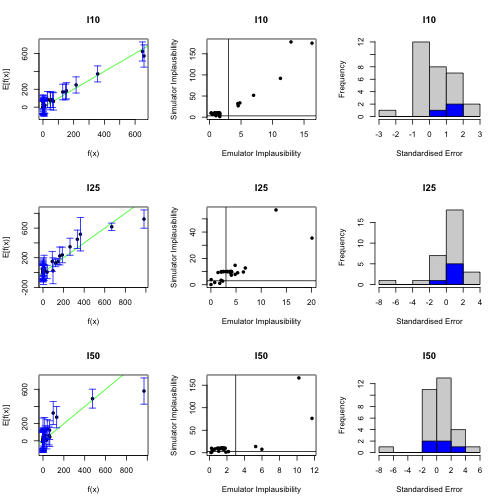 I10
I10
I10
E[f(x)]
0 200 600
0 200 400 600
f(x)
Simulator Implausibility
0 50 100 150
0 5 10 15
Emulator Implausibility
Frequency
0 2 4 6 8 12
-3 -2 -1 0 1 2 3
Standardised Error
I25
I25
I25
E[f(x)]
-200 200 600
0 200 400 600 800
f(x)
Simulator Implausibility
0 20 40
0 5 10 15 20
Emulator Implausibility
Frequency
0 5 10 15
-8 -6 -4 -2 0 2 4
Standardised Error
I50
I50
I50
E[f(x)]
0 200 400 600
0 200 400 600 800
f(x)
Simulator Implausibility
0 50 100 150
0 2 4 6 8 10 12
Emulator Implausibility
Frequency
0 2 4 6 8 12
-8 -4 -2 0 2 4 6
Standardised Error